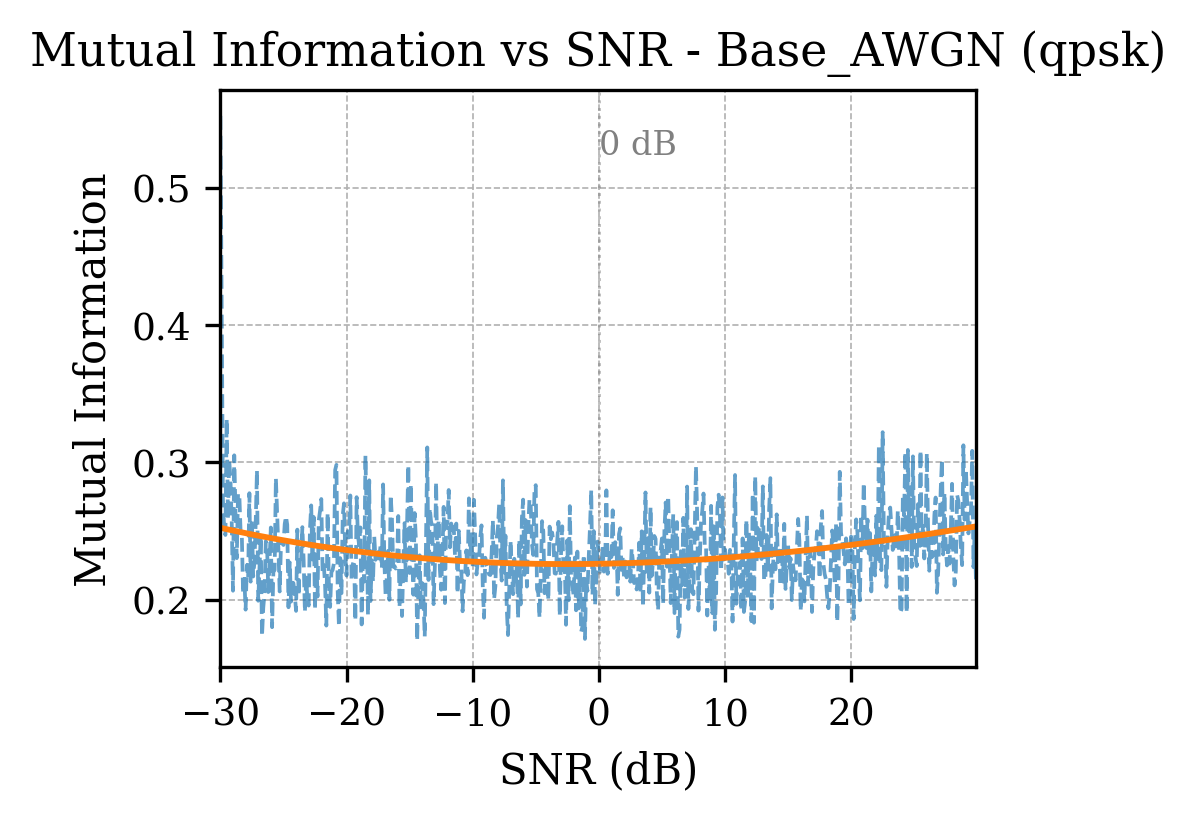 Mutual Information vs SNR - Base_AWGN (qpsk)
0 dB
0.5
0.4
0.3
0.2
Mutual Information
−30
−20
−10
0
10
20
SNR (dB)